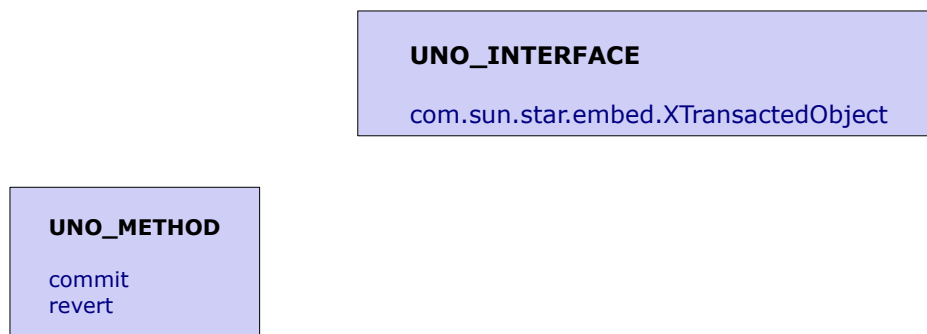 UNO_INTERFACE
com.sun.star.embed.XTransactedObject
UNO_METHOD
commit
revert